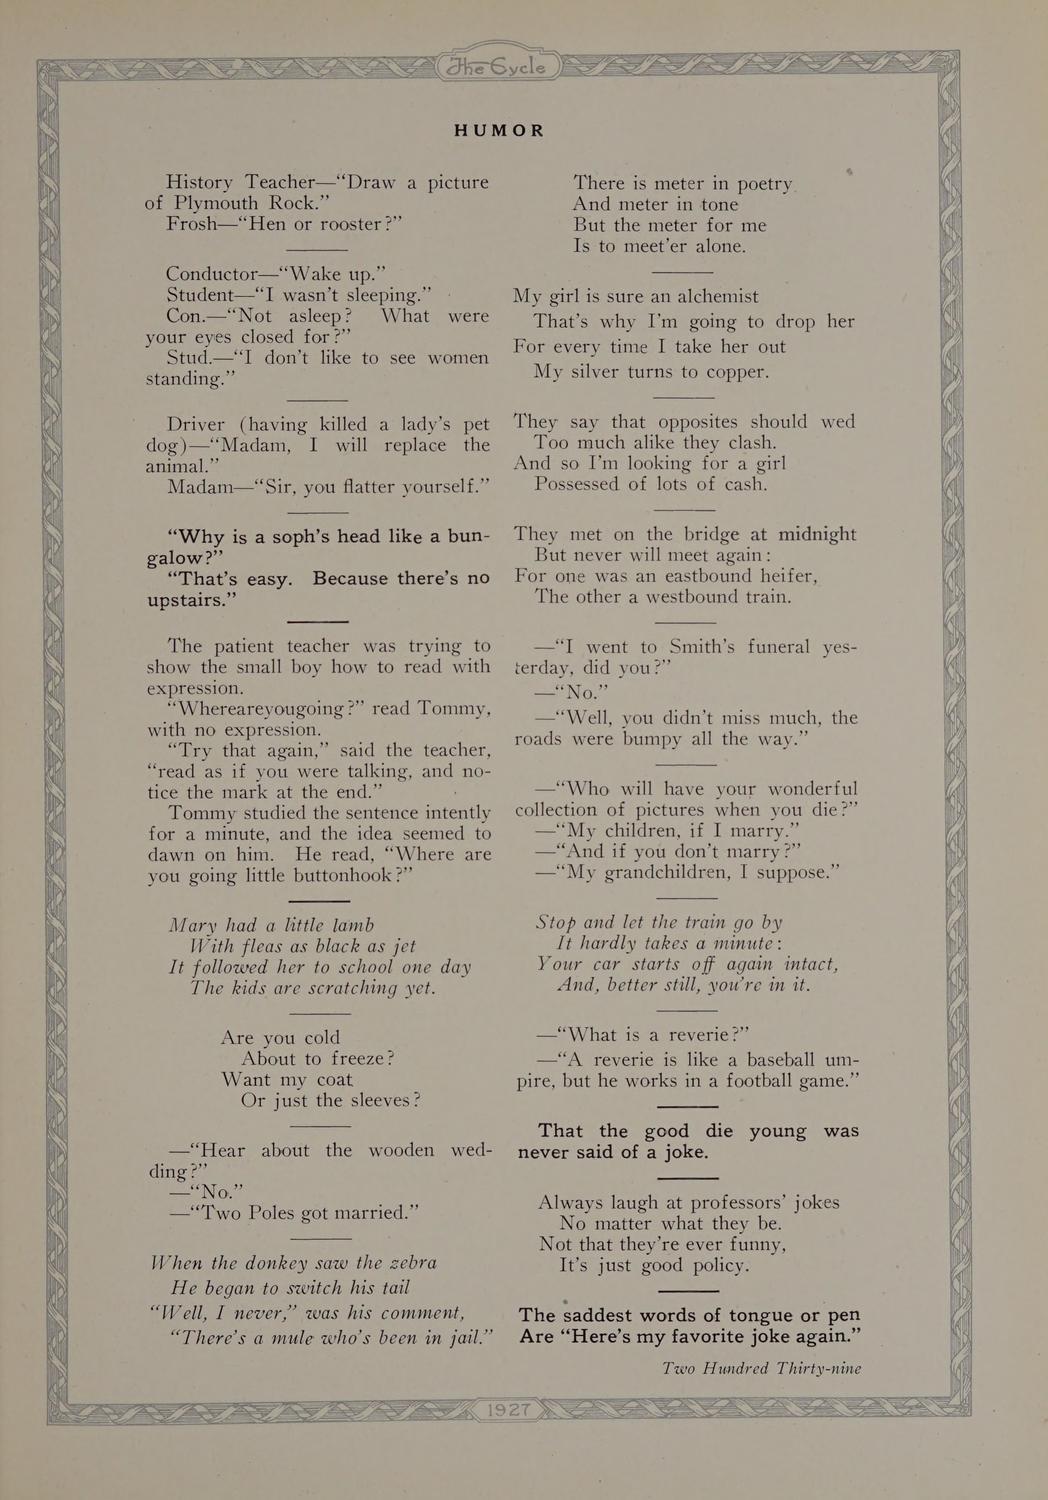 The Cycle
HUMOR
History Teacher—“Draw a picture
of Plymouth Rock.”
Frosh—“Hen or rooster?”
Conductor—“Wake up.”
Student—“I wasn’t sleeping.”
Con.—“Not asleep? What were
your eyes closed for?”
Stud.—“I don’t like to see women
standing.”
Driver (having killed a lady’s pet
dog)—“Madam, I will replace the
animal.”
Madam—“Sir, you flatter yourself.”
“Why is a soph’s head like a bun-
galow?”
“That’s easy. Because there’s no
upstairs.”
The patient teacher was trying to
show the small boy how to read with
expression.
“Whereareyougoing?” read Tommy,
with no expression.
“Try that again,” said the teacher,
“read as if you were talking, and no-
tice the mark at the end.”
Tommy studied the sentence intently
for a minute, and the idea seemed to
dawn on him. He read, “Where are
you going little buttonhook?”
Mary had a little lamb
With fleas as black as jet
It followed her to school one day
The kids are scratching yet.
Are you cold
About to freeze?
Want my coat
Or just the sleeves?
—“Hear about the wooden wed-
ding?”
—“No.”
—“Two Poles got married.”
When the donkey saw the zebra
He began to switch his tail
“Well, I never,” was his comment,
“There’s a mule who’s been in jail.”
There is meter in poetry
And meter in tone
But the meter for me
Is to meet’er alone.
My girl is sure an alchemist
That’s why I’m going to drop her
For every time I take her out
My silver turns to copper.
They say that opposites should wed
Too much alike they clash.
And so I’m looking for a girl
Possessed of lots of cash.
They met on the bridge at midnight
But never will meet again:
For one was an eastbound heifer,
The other a westbound train.
—“I went to Smith’s funeral yes-
terday, did you?”
—“No.”
—“Well, you didn’t miss much, the
roads were bumpy all the way.”
—“Who will have your wonderful
collection of pictures when you die?”
—“My children, if I marry.”
—“And if you don’t marry?”
—“My grandchildren, I suppose.”
Stop and let the train go by
It hardly takes a minute:
Your car starts off again intact,
And, better still, you’re in it.
—“What is a reverie?”
—“A reverie is like a baseball um-
pire, but he works in a football game.”
That the good die young was
never said of a joke.
Always laugh at professors’ jokes
No matter what they be.
Not that they’re ever funny,
It’s just good policy.
The saddest words of tongue or pen
Are “Here’s my favorite joke again.”
Two Hundred Thirty-nine
1927